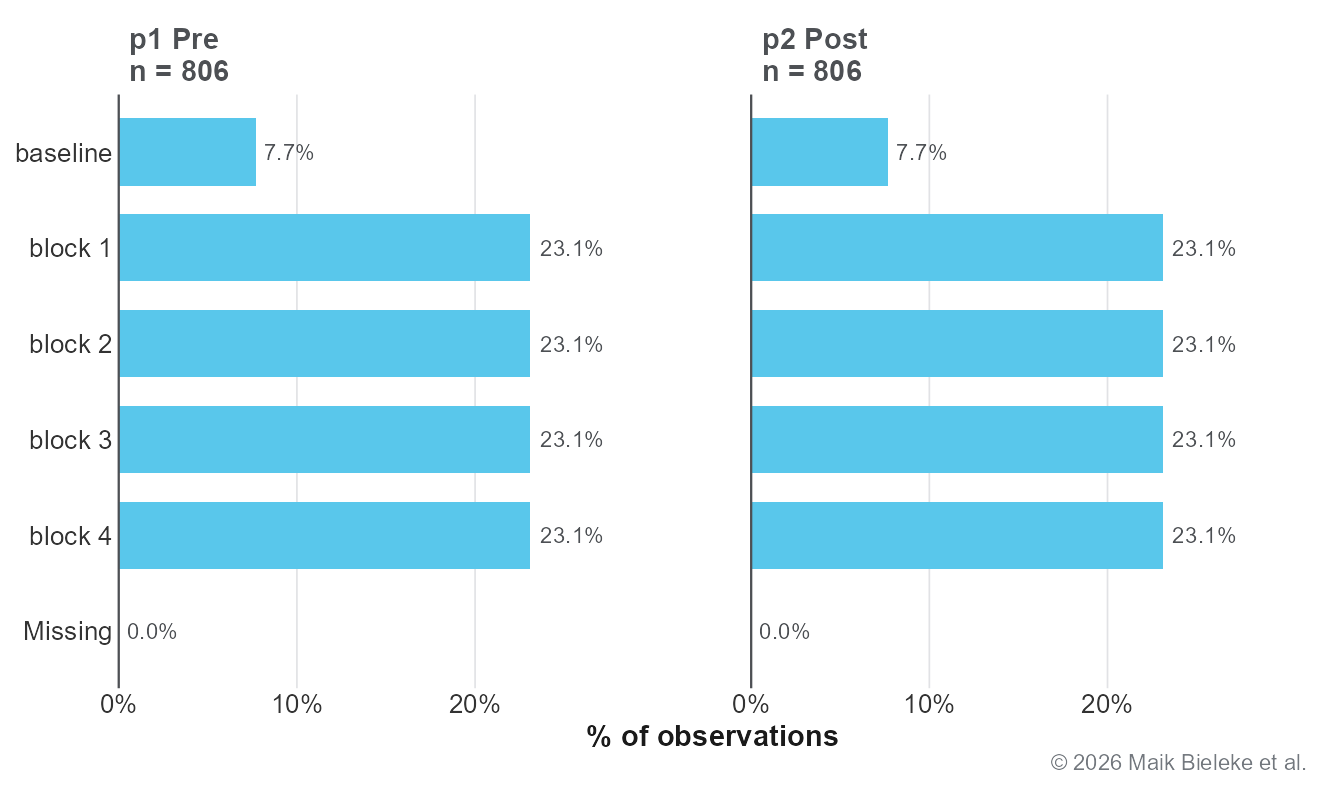 p1 Pre
n = 806
p2 Post
n = 806
baseline 7.7% 7.7%
block 1 23.1% 23.1%
block 2 23.1% 23.1%
block 3 23.1% 23.1%
block 4 23.1% 23.1%
Missing 0.0% 0.0%
0% 10% 20% 0% 10% 20%
% of observations
© 2026 Maik Bieleke et al.